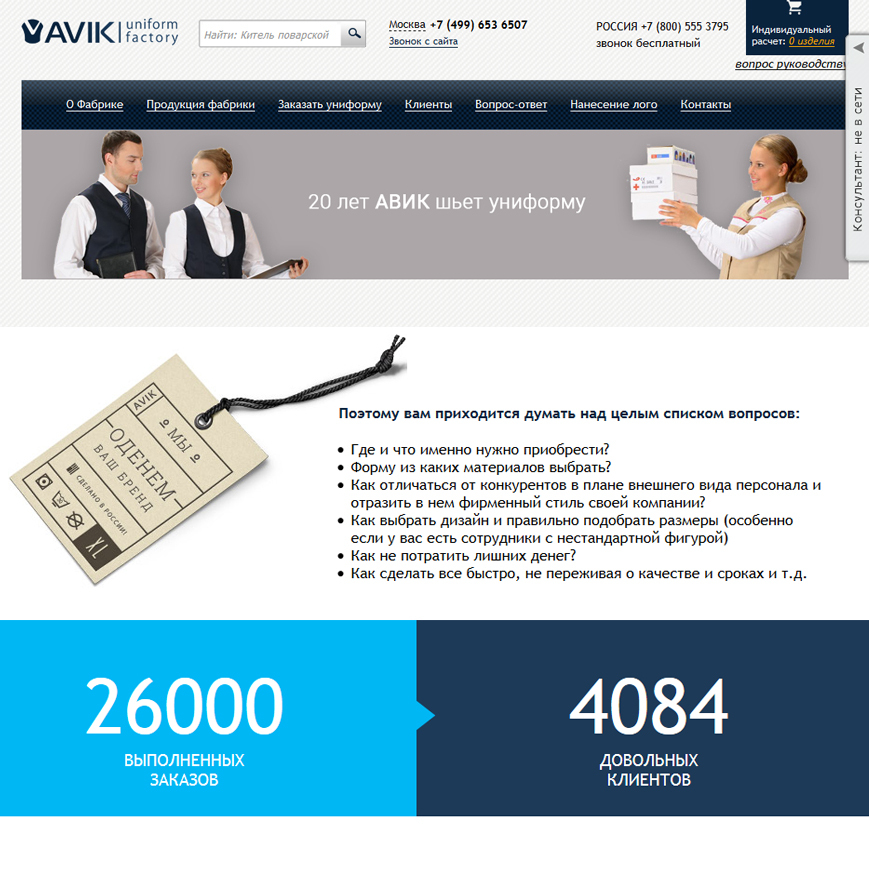 AVIK uniform factory
Найти: Китель поварской
Москва +7 (499) 653 6507
Звонок с сайта
РОССИЯ +7 (800) 555 3795
звонок бесплатный
Индивидуальный
расчет: 0 изделия
вопрос руководству
Консультант: не в сети
О Фабрике Продукция фабрики Заказать униформу Клиенты Вопрос-ответ Нанесение лого Контакты
20 лет АВИК шьет униформу
AVIK
МЫ
ОДЕНЕМ
ВАШ БРЕНД
СДЕЛАНО В РОССИИ!
XL
Поэтому вам приходится думать над целым списком вопросов:
Где и что именно нужно приобрести?
Форму из каких материалов выбрать?
Как отличаться от конкурентов в плане внешнего вида персонала и
отразить в нем фирменный стиль своей компании?
Как выбрать дизайн и правильно подобрать размеры (особенно
если у вас есть сотрудники с нестандартной фигурой)
Как не потратить лишних денег?
Как сделать все быстро, не переживая о качестве и сроках и т.д.
26000
ВЫПОЛНЕННЫХ
ЗАКАЗОВ
4084
ДОВОЛЬНЫХ
КЛИЕНТОВ